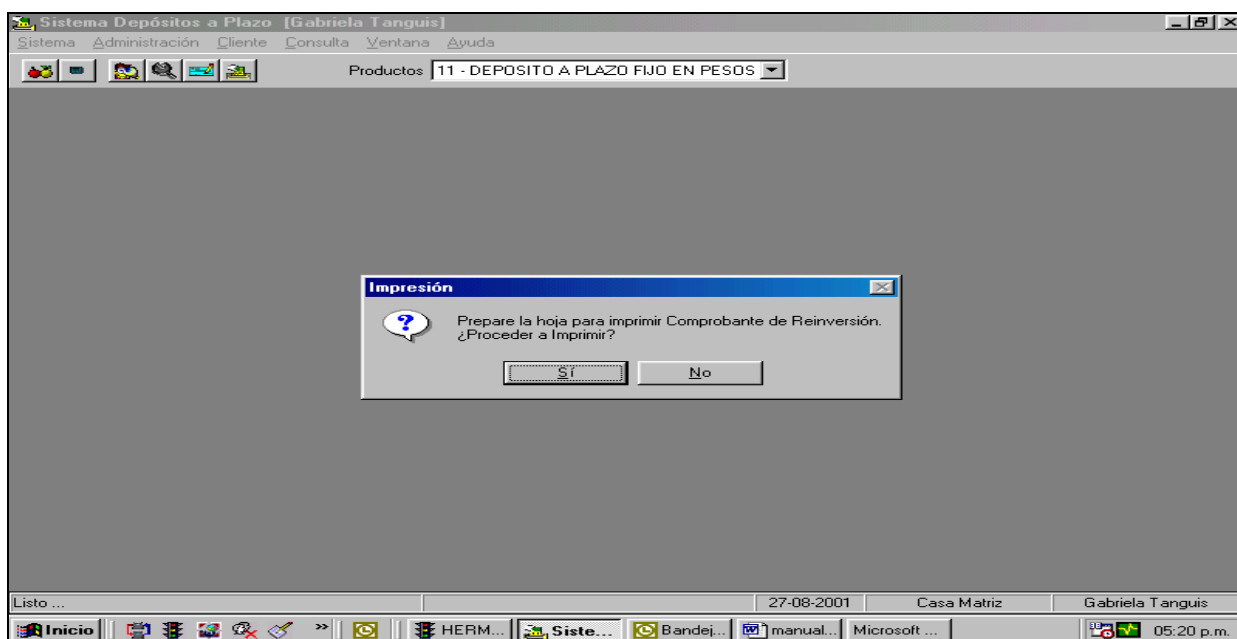 Sistema Depósitos a Plazo [Gabriela Tanguis]
Sistema Administración Cliente Consulta Ventana Ayuda
Productos 11 - DEPOSITO A PLAZO FIJO EN PESOS
Impresión
Prepare la hoja para imprimir Comprobante de Reinversión.
¿Proceder a Imprimir?
Sí No
Listo ... 27-08-2001 Casa Matriz Gabriela Tanguis
Inicio » HERM... Siste... Bandej... manual... Microsoft ... 05:20 p.m.